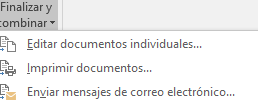 Finalizar y
combinar
Editar documentos individuales...
Imprimir documentos...
Enviar mensajes de correo electrónico...